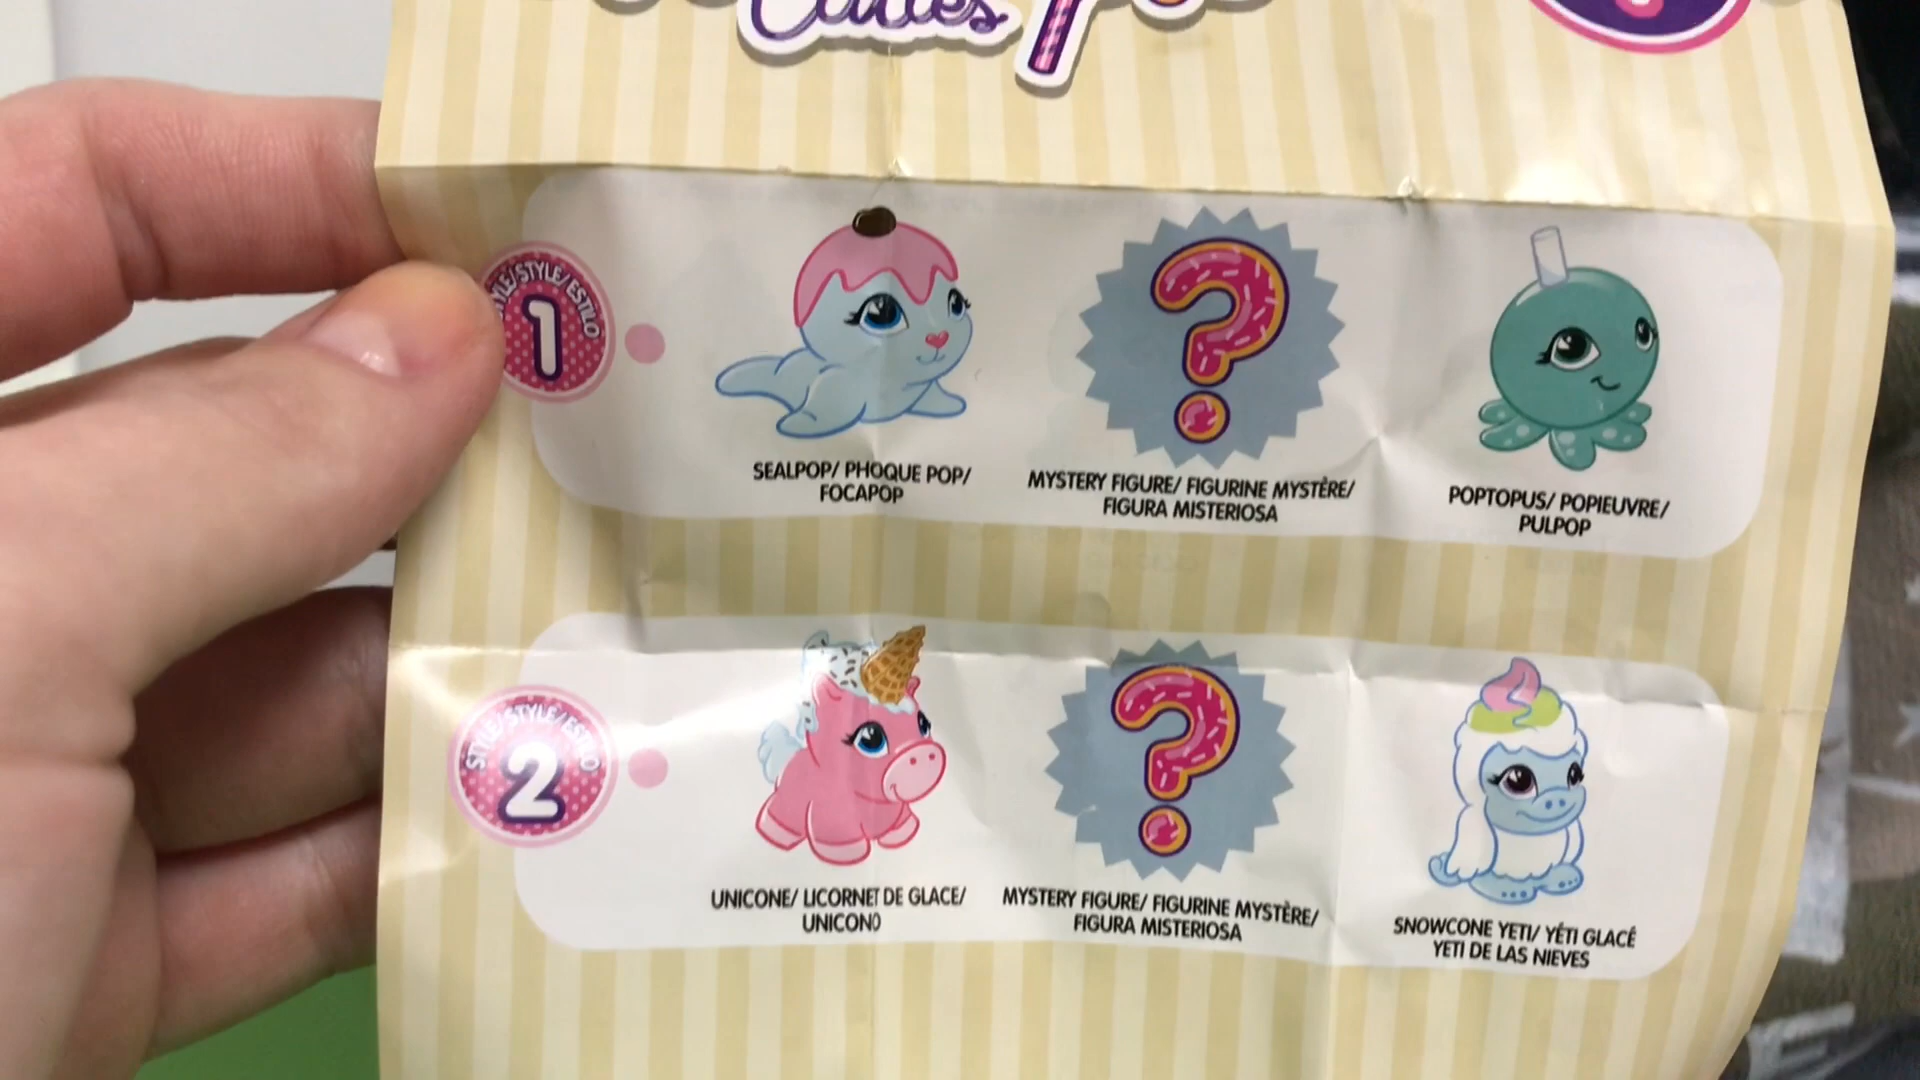 Cuties
STYLE/ESTILO
1
SEALPOP/ PHOQUE POP/
FOCAPOP
MYSTERY FIGURE/ FIGURINE MYSTÈRE/
FIGURA MISTERIOSA
POPTOPUS/ POPIEUVRE/
PULPOP
STYLE/STYLE/ESTILO
2
UNICONE/ LICORNET DE GLACE/
UNICONO
MYSTERY FIGURE/ FIGURINE MYSTÈRE/
FIGURA MISTERIOSA
SNOWCONE YETI/ YÉTI GLACÉ
YETI DE LAS NIEVES